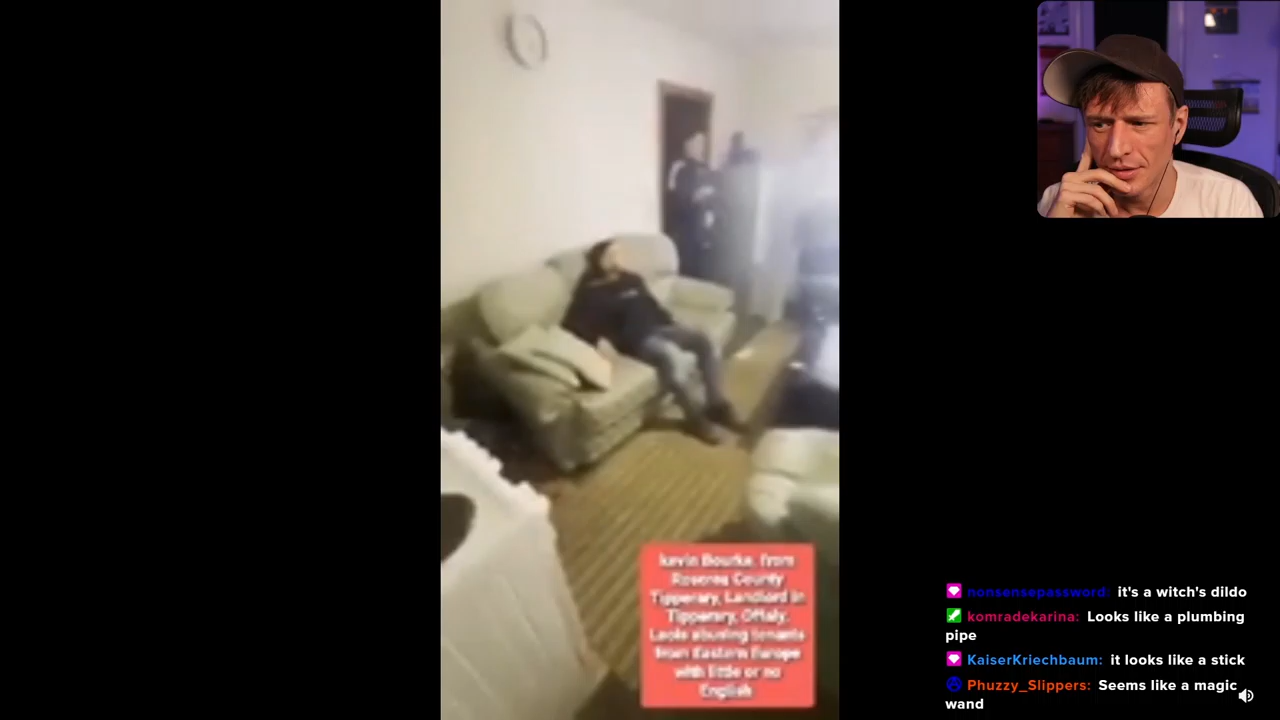 kevin Bourke, from
Roscrea County
Tipperary, Landlord in
Tipperary, Offaly,
Laois abusing tenants
from Eastern Europe
with little or no
English
nonsensepassword: it's a witch's dildo
komradekarina: Looks like a plumbing
pipe
KaiserKriechbaum: it looks like a stick
Phuzzy_Slippers: Seems like a magic
wand